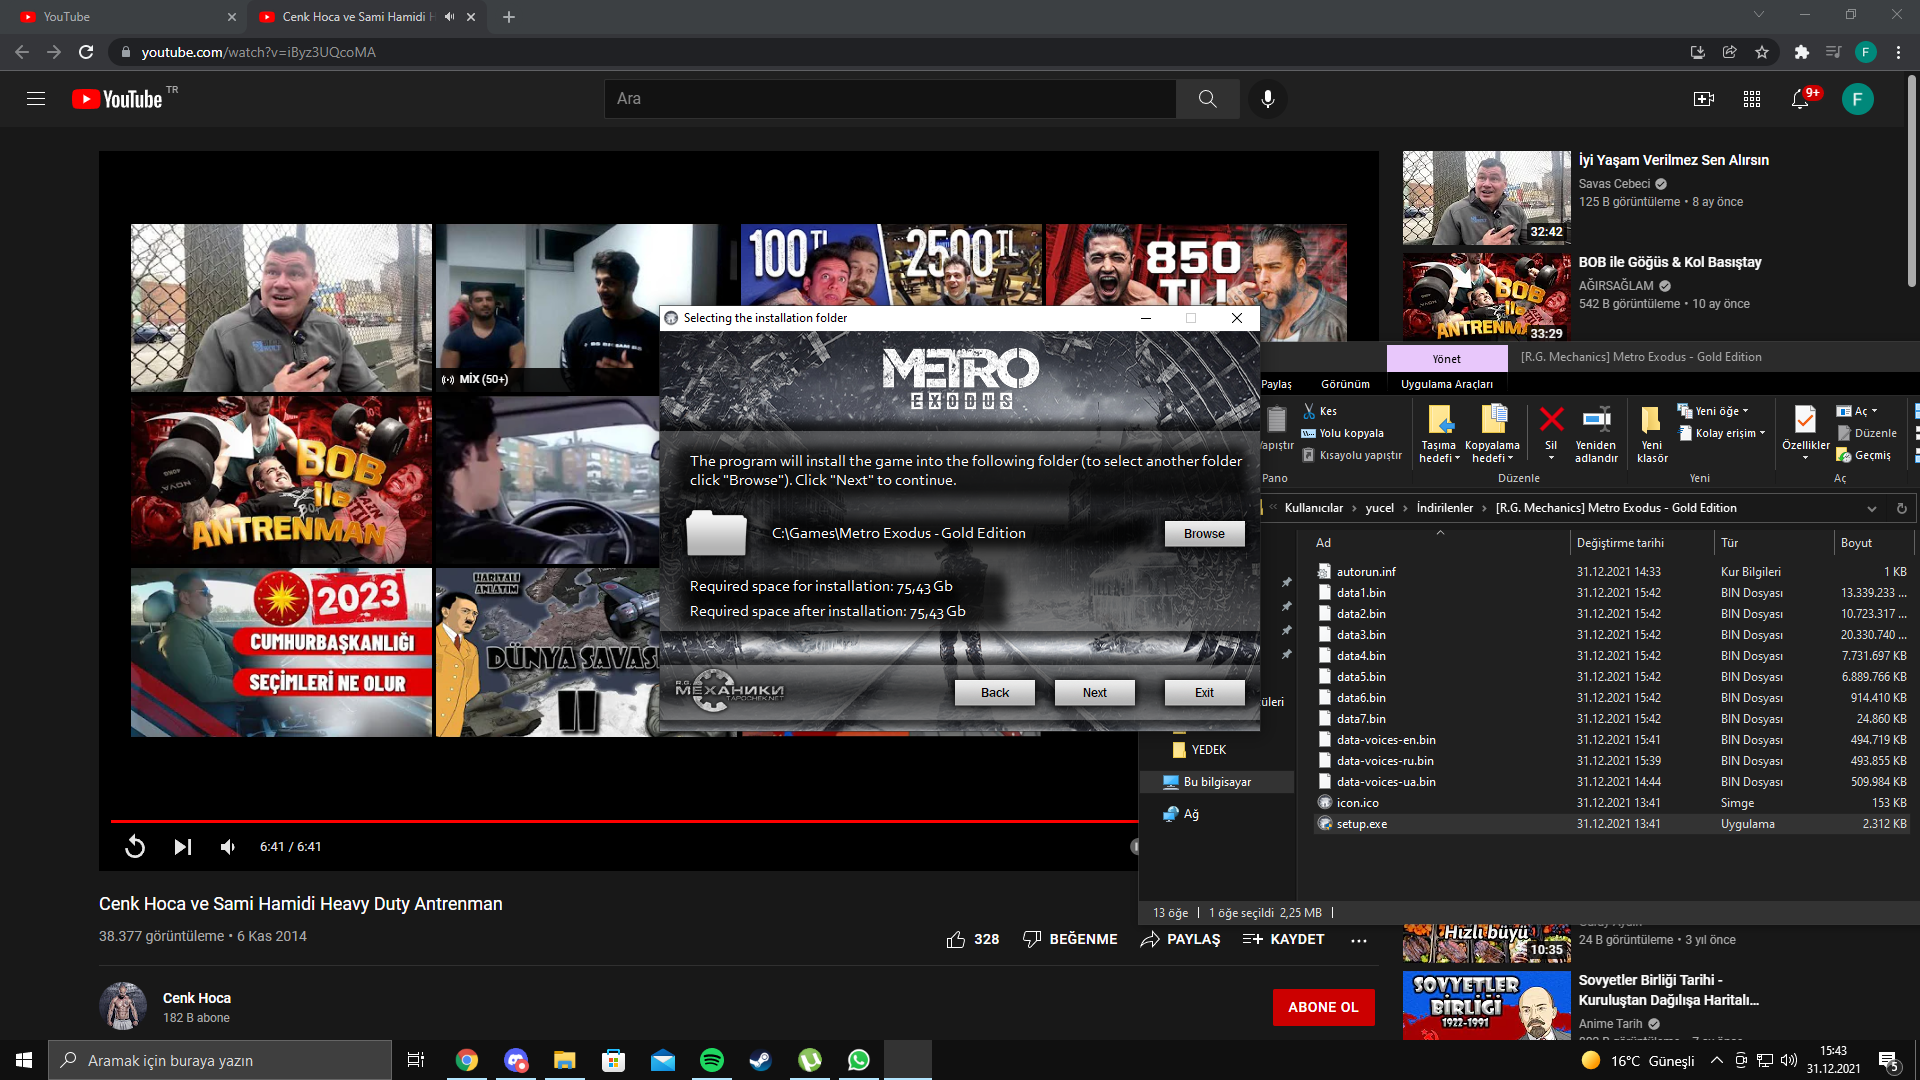 YouTube
Cenk Hoca ve Sami Hamidi H
youtube.com/watch?v=iByz3UQcoMA
F
YouTube TR
Ara
9+
F
100 TL
2500 TL
850
MİX (50+)
BOB
ile
ANTRENMAN
2023
CUMHURBAŞKANLIĞI
SEÇİMLERİ NE OLUR
HARİTALI
ANLATIM
DÜNYA SAVAŞ
II
6:41 / 6:41
Cenk Hoca ve Sami Hamidi Heavy Duty Antrenman
38.377 görüntüleme • 6 Kas 2014
328
BEĞENME
PAYLAŞ
KAYDET
Cenk Hoca
182 B abone
ABONE OL
32:42
İyi Yaşam Verilmez Sen Alırsın
Savas Cebeci
125 B görüntüleme • 8 ay önce
BOB
ile
ANTRENM
33:29
BOB ile Göğüs & Kol Basıştay
AĞIRSAĞLAM
542 B görüntüleme • 10 ay önce
Selecting the installation folder
METRO
EXODUS
The program will install the game into the following folder (to select another folder
click "Browse"). Click "Next" to continue.
C:\Games\Metro Exodus - Gold Edition
Browse
Required space for installation: 75,43 Gb
Required space after installation: 75,43 Gb
R.G.
МЕХАНИКИ
TAPOCHEK.NET
Back
Next
Exit
Yönet
[R.G. Mechanics] Metro Exodus - Gold Edition
Paylaş
Görünüm
Uygulama Araçları
apıştır
Kes
Yolu kopyala
Kısayolu yapıştır
Pano
Taşıma
hedefi
Kopyalama
hedefi
Sil
Yeniden
adlandır
Düzenle
Yeni
klasör
Yeni öğe
Kolay erişim
Yeni
Özellikler
Aç
Düzenle
Geçmiş
Aç
« Kullanıcılar > yucel > İndirilenler > [R.G. Mechanics] Metro Exodus - Gold Edition
Ad Değiştirme tarihi Tür Boyut
autorun.inf 31.12.2021 14:33 Kur Bilgileri 1 KB
data1.bin 31.12.2021 15:42 BIN Dosyası 13.339.233 ...
data2.bin 31.12.2021 15:42 BIN Dosyası 10.723.317 ...
data3.bin 31.12.2021 15:42 BIN Dosyası 20.330.740 ...
data4.bin 31.12.2021 15:42 BIN Dosyası 7.731.697 KB
data5.bin 31.12.2021 15:42 BIN Dosyası 6.889.766 KB
data6.bin 31.12.2021 15:42 BIN Dosyası 914.410 KB
data7.bin 31.12.2021 15:42 BIN Dosyası 24.860 KB
data-voices-en.bin 31.12.2021 15:41 BIN Dosyası 494.719 KB
data-voices-ru.bin 31.12.2021 15:39 BIN Dosyası 493.855 KB
data-voices-ua.bin 31.12.2021 14:44 BIN Dosyası 509.984 KB
icon.ico 31.12.2021 13:41 Simge 153 KB
setup.exe 31.12.2021 13:41 Uygulama 2.312 KB
üleri
YEDEK
Bu bilgisayar
Ağ
13 öğe
1 öğe seçildi 2,25 MB
Hızlı büyü
10:35
24 B görüntüleme • 3 yıl önce
SOVYETLER
BİRLİĞİ
1922-1991
Sovyetler Birliği Tarihi -
Kuruluştan Dağılışa Haritalı...
Anime Tarih
Aramak için buraya yazın
16°C Güneşli
15:43
31.12.2021
5